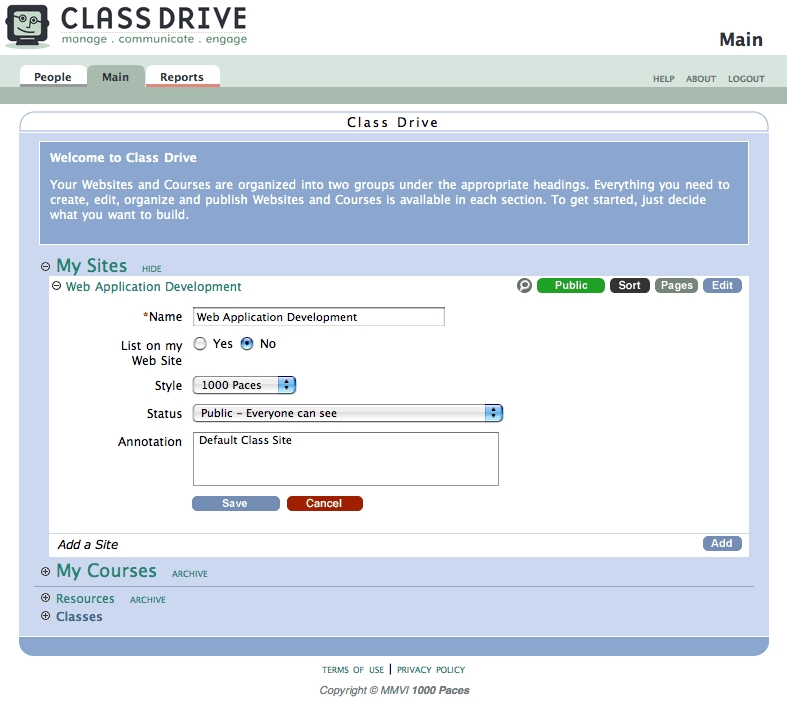 CLASS DRIVE
manage . communicate . engage
Main
People
Main
Reports
HELP
ABOUT
LOGOUT
Class Drive
Welcome to Class Drive
Your Websites and Courses are organized into two groups under the appropriate headings. Everything you need to
create, edit, organize and publish Websites and Courses is available in each section. To get started, just decide
what you want to build.
My Sites HIDE
Web Application Development
Public
Sort
Pages
Edit
*Name
Web Application Development
List on my
Web Site
Yes
No
Style
1000 Paces
Status
Public – Everyone can see
Annotation
Default Class Site
Save
Cancel
Add a Site
Add
My Courses ARCHIVE
Resources ARCHIVE
Classes
TERMS OF USE | PRIVACY POLICY
Copyright © MMVI 1000 Paces